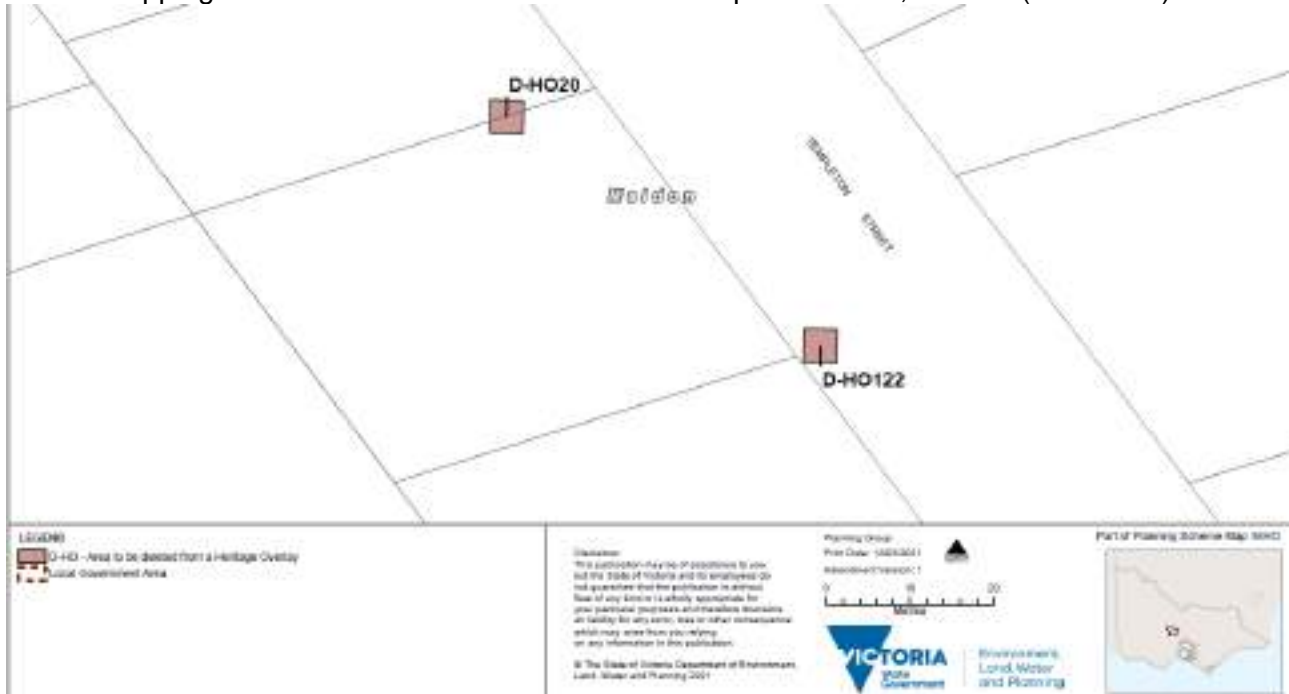 D-HO20
Maldon
TEMPLETON
STREET
D-HO122
LEGEND
D-HO - Area to be deleted from a Heritage Overlay
Local Government Area
Disclaimer
This publication may be of assistance to you
but the State of Victoria and its employees do
not guarantee that the publication is without
flaw of any kind or is wholly appropriate for
your particular purposes and therefore disclaims
all liability for any error, loss or other consequence
which may arise from you relying
on any information in this publication.
© The State of Victoria Department of Environment,
Land, Water and Planning 2021
Planning Group
Print Date:
Amendment Version: 1
0
20
Metres
VICTORIA
State
Government
Environment,
Land, Water
and Planning
Part of Planning Scheme Map